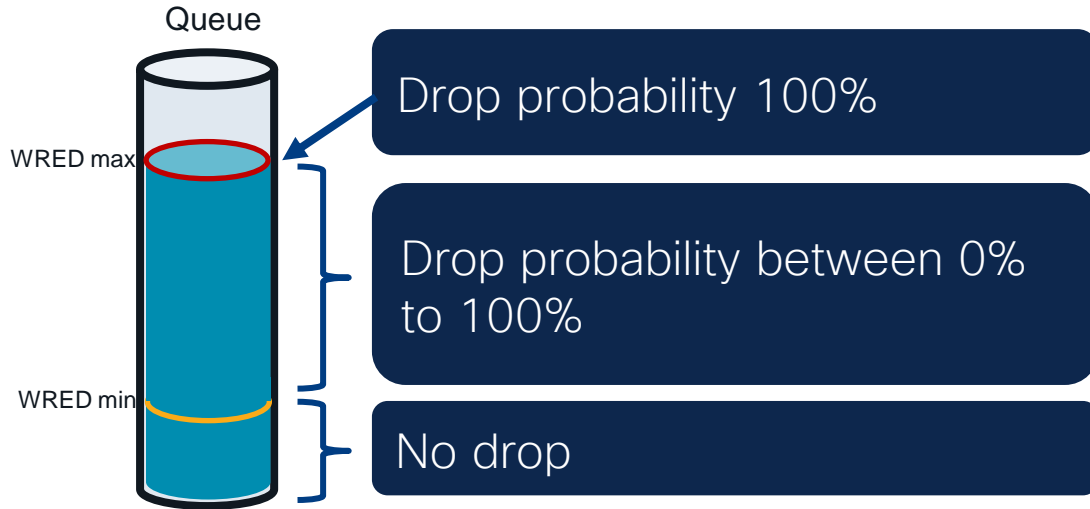 Queue
Drop probability 100%
WRED max
Drop probability between 0%
to 100%
WRED min
No drop